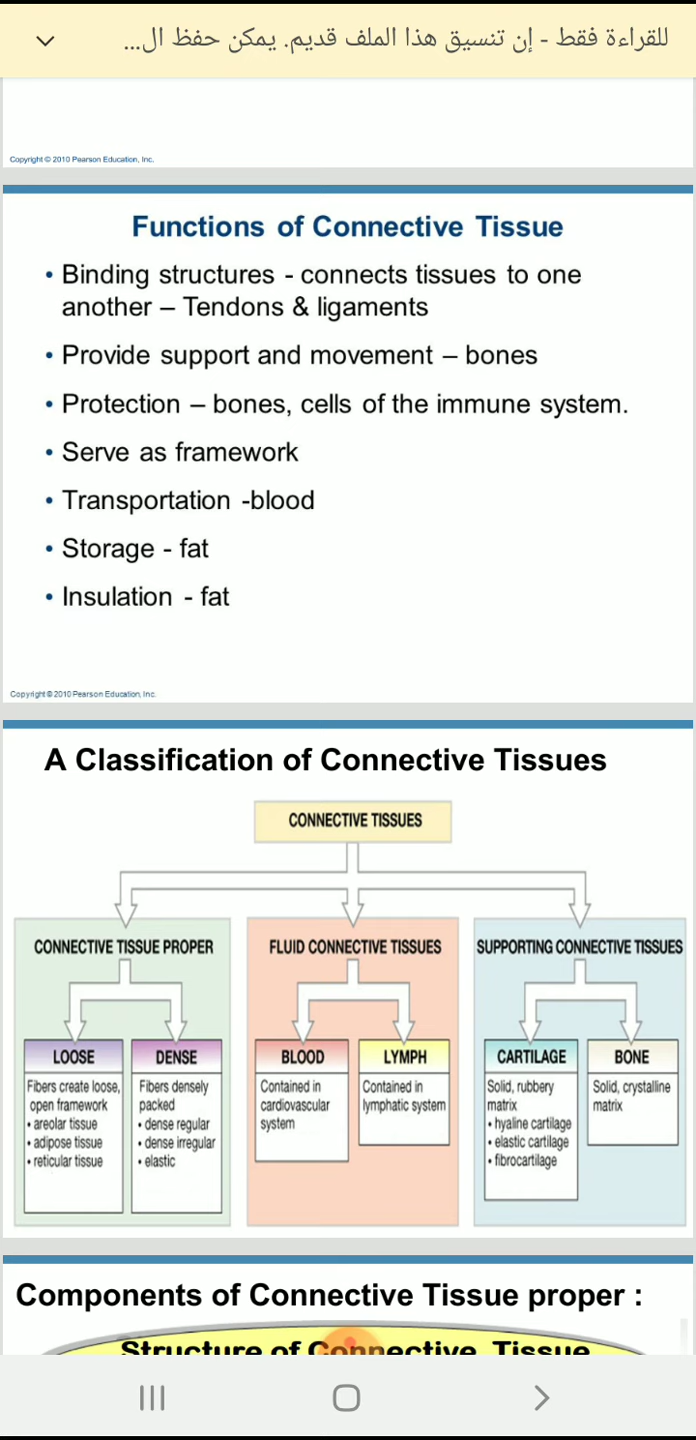 للقراءة فقط - إن تنسيق هذا الملف قديم. يمكن حفظ ال...
Copyright © 2010 Pearson Education, Inc.
Functions of Connective Tissue
• Binding structures - connects tissues to one
another – Tendons & ligaments
• Provide support and movement – bones
• Protection – bones, cells of the immune system.
• Serve as framework
• Transportation -blood
• Storage - fat
• Insulation - fat
Copyright © 2010 Pearson Education, Inc.
A Classification of Connective Tissues
CONNECTIVE TISSUES
CONNECTIVE TISSUE PROPER
LOOSE
Fibers create loose,
open framework
• areolar tissue
• adipose tissue
• reticular tissue
DENSE
Fibers densely
packed
• dense regular
• dense irregular
• elastic
FLUID CONNECTIVE TISSUES
BLOOD
Contained in
cardiovascular
system
LYMPH
Contained in
lymphatic system
SUPPORTING CONNECTIVE TISSUES
CARTILAGE
Solid, rubbery
matrix
• hyaline cartilage
• elastic cartilage
• fibrocartilage
BONE
Solid, crystalline
matrix
Components of Connective Tissue proper :
Structure of Connective Tissue